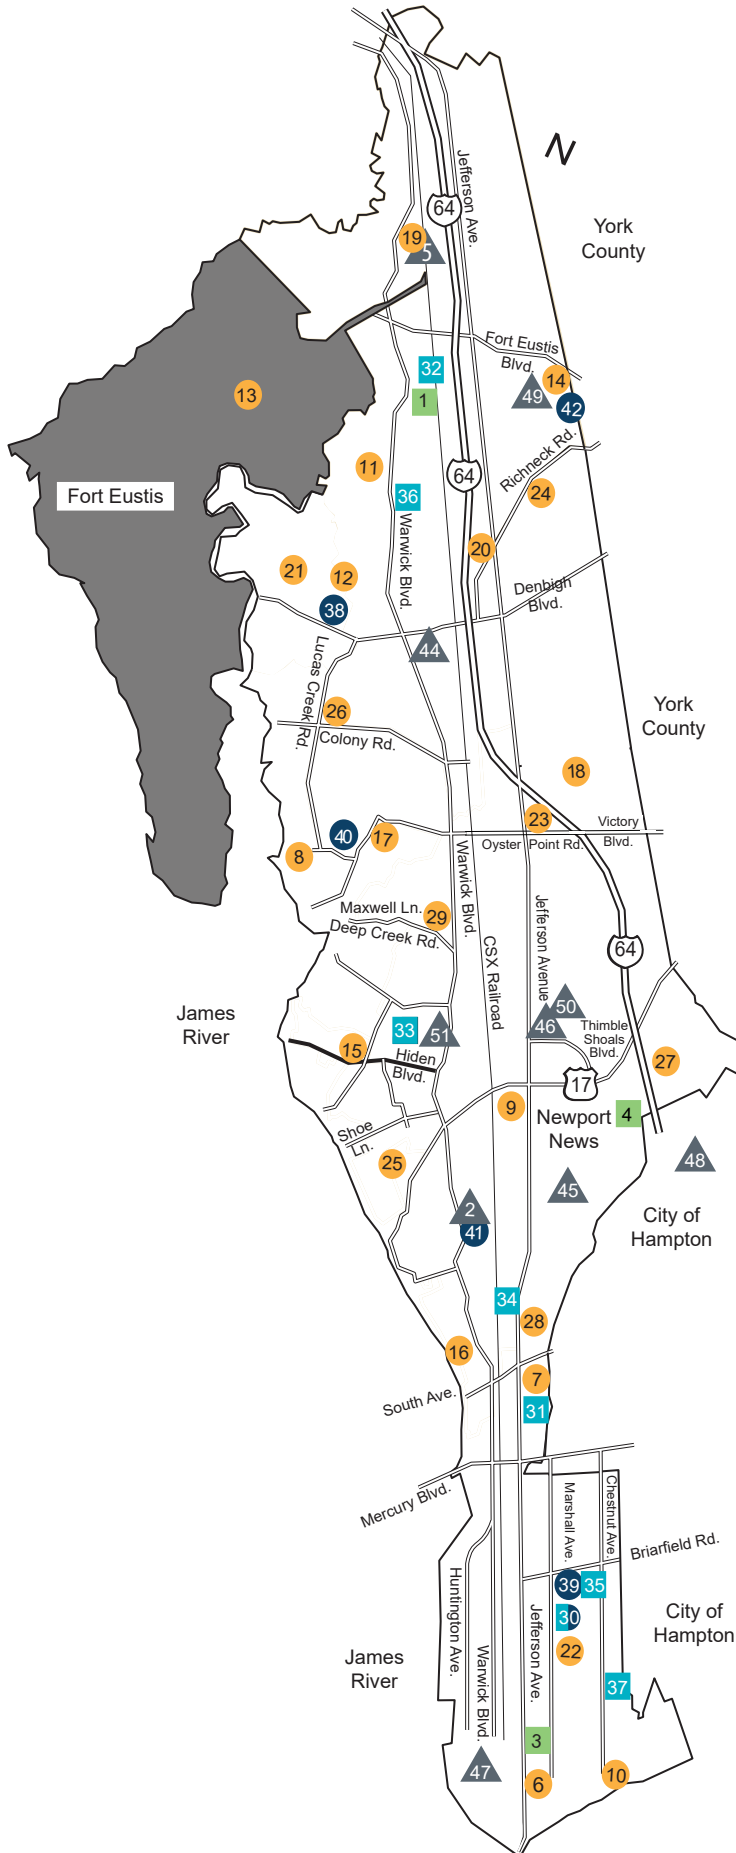 N
Jefferson Ave.
64
York
County
19
5
Fort Eustis
Blvd.
32
14
49
13
1
42
Richneck Rd.
11
64
Fort Eustis
36
24
Warwick Blvd.
20
21
12
Denbigh
Blvd.
38
44
Lucas Creek Rd.
26
York
County
Colony Rd.
18
23
Victory
Blvd.
40
17
Oyster Point Rd.
8
Warwick Blvd.
Maxwell Ln.
29
Deep Creek Rd.
Jefferson Avenue
CSX Railroad
64
James
River
50
46
33
51
Thimble
Shoals
Blvd.
15
Hiden
Blvd.
27
17
9
Newport
News
4
Shoe
Ln.
25
48
45
2
41
City of
Hampton
34
28
16
7
South Ave.
31
Mercury Blvd.
Marshall Ave.
Chestnut Ave.
Briarfield Rd.
Huntington Ave.
39
35
30
City of
Hampton
22
Jefferson Ave.
Warwick Blvd.
James
River
37
3
47
6
10